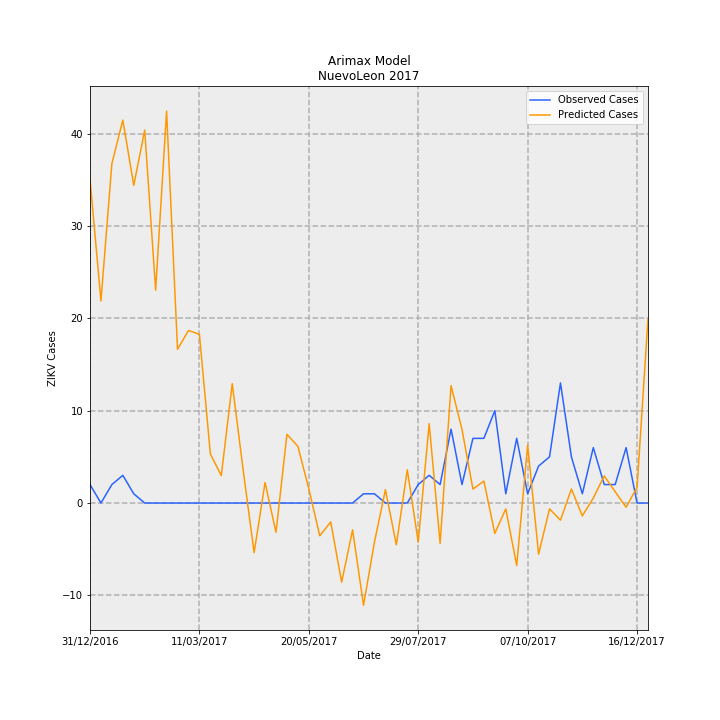 Arimax Model
NuevoLeon 2017
Observed Cases
Predicted Cases
ZIKV Cases
40
30
20
10
0
−10
31/12/2016
11/03/2017
20/05/2017
29/07/2017
07/10/2017
16/12/2017
Date